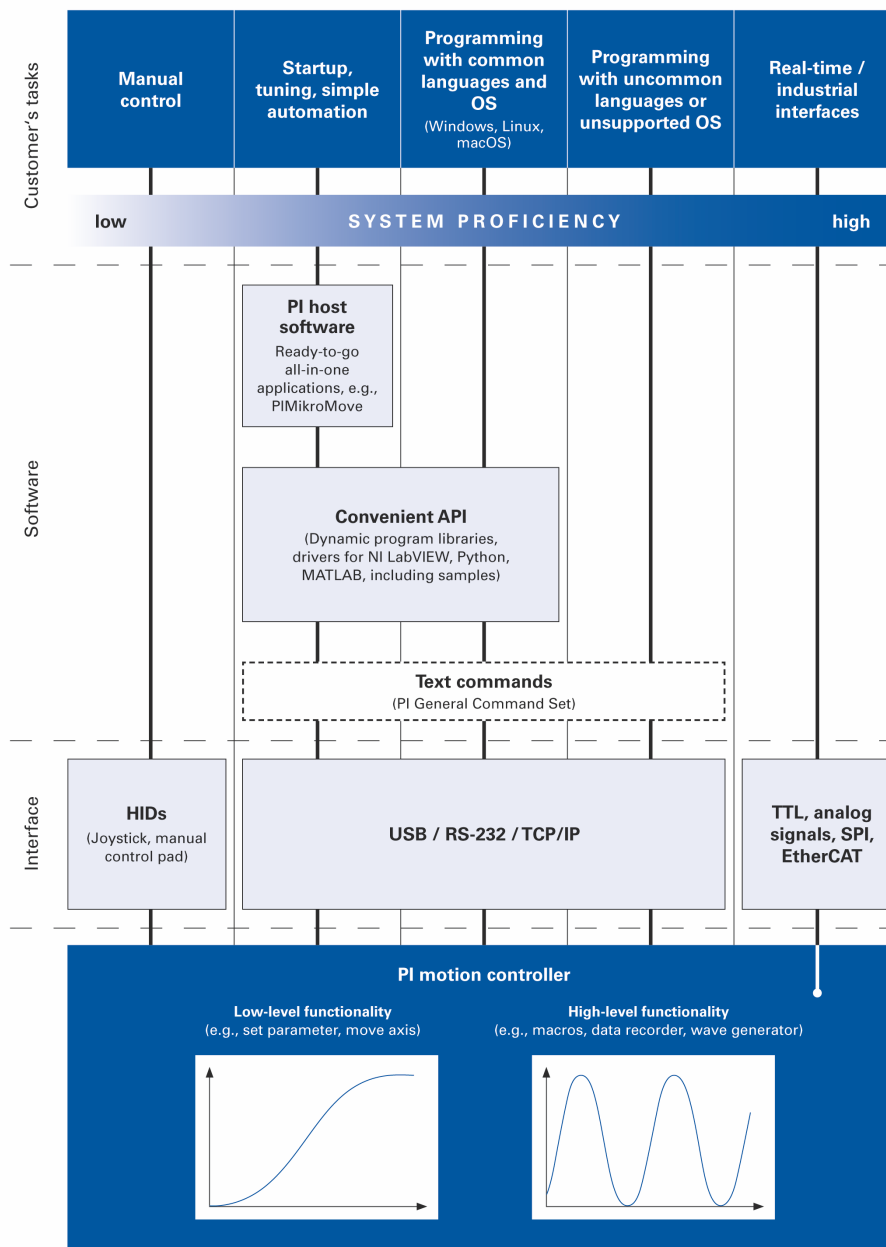 Customer's tasks
Manual
control
Startup,
tuning, simple
automation
Programming
with common
languages and
OS
(Windows, Linux,
macOS)
Programming
with uncommon
languages or
unsupported OS
Real-time /
industrial
interfaces
low
SYSTEM PROFICIENCY
high
Software
PI host
software
Ready-to-go
all-in-one
applications, e.g.,
PIMikroMove
Convenient API
(Dynamic program libraries,
drivers for NI LabVIEW, Python,
MATLAB, including samples)
Text commands
(PI General Command Set)
Interface
HIDs
(Joystick, manual
control pad)
USB / RS-232 / TCP/IP
TTL, analog
signals, SPI,
EtherCAT
PI motion controller
Low-level functionality
(e.g., set parameter, move axis)
High-level functionality
(e.g., macros, data recorder, wave generator)